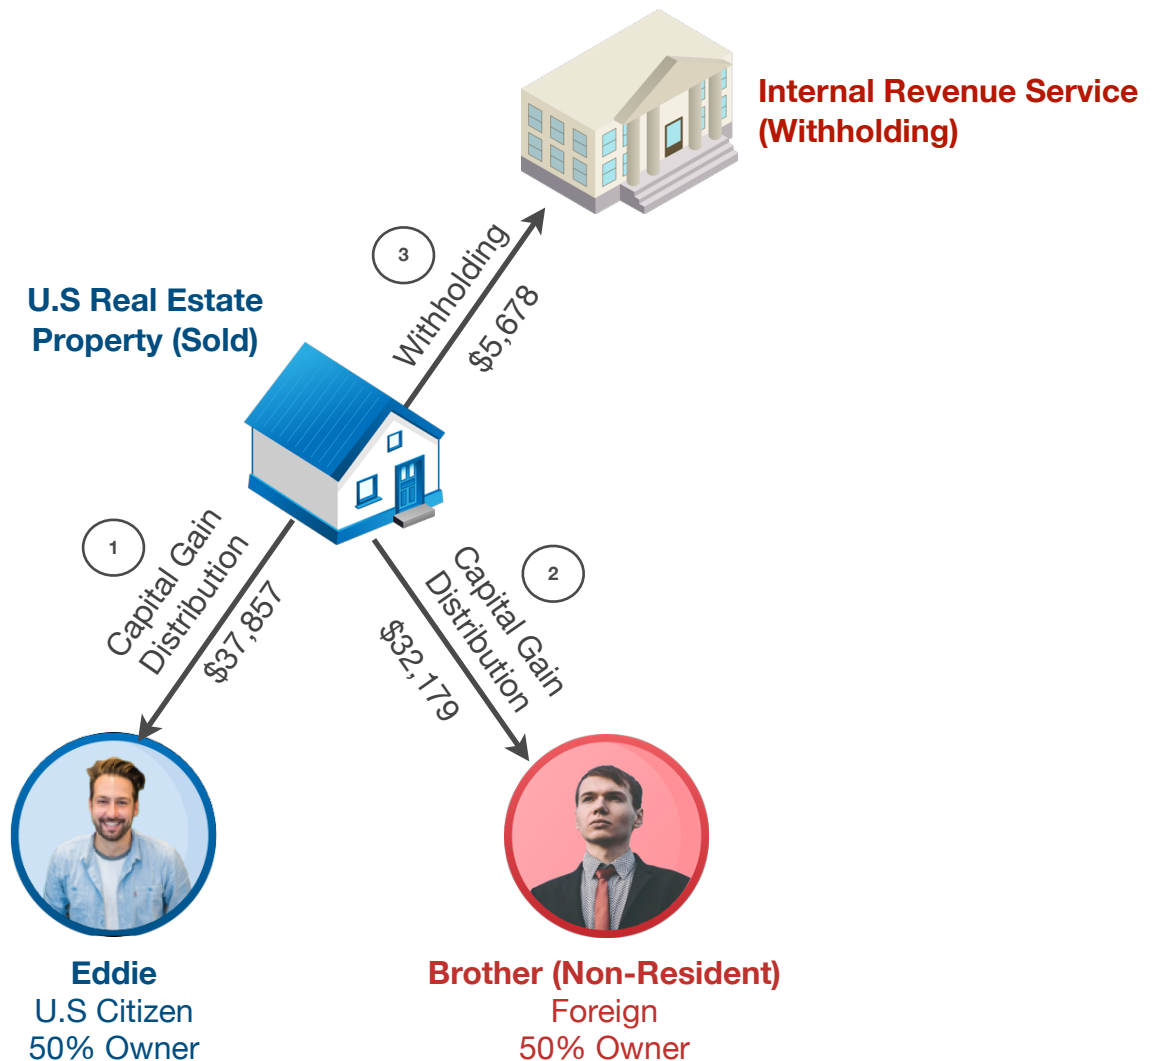 Internal Revenue Service
(Withholding)
3
Withholding
$5,678
U.S Real Estate
Property (Sold)
1
Capital Gain
Distribution
$37,857
2
Capital Gain
Distribution
$32,179
Eddie
U.S Citizen
50% Owner
Brother (Non-Resident)
Foreign
50% Owner